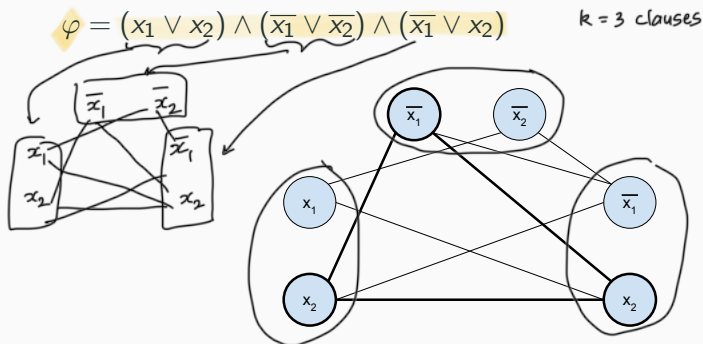 φ = (x₁ ∨ x₂) ∧ (x̅₁ ∨ x̅₂) ∧ (x̅₁ ∨ x₂)
k = 3 clauses
x̅₁ x̅₂
x₁
x₂
x̅₁
x₂
x̅₁
x̅₂
x₁
x̅₁
x₂
x₂